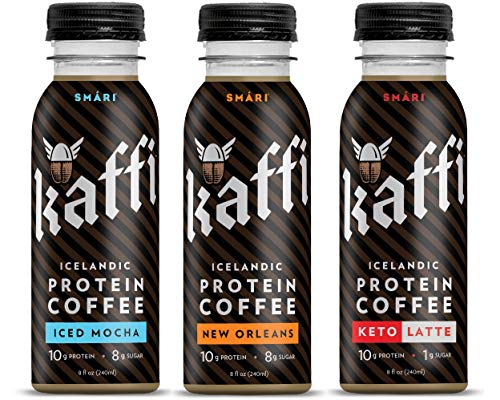 SMÁRI
kaffi
ICELANDIC
PROTEIN
COFFEE
ICED MOCHA
10g PROTEIN • 8g SUGAR
8 fl oz (240ml)
SMÁRI
kaffi
ICELANDIC
PROTEIN
COFFEE
NEW ORLEANS
10g PROTEIN • 8g SUGAR
8 fl oz (240ml)
SMÁRI
kaffi
ICELANDIC
PROTEIN
COFFEE
KETO LATTE
10g PROTEIN • 1g SUGAR
8 fl oz (240ml)